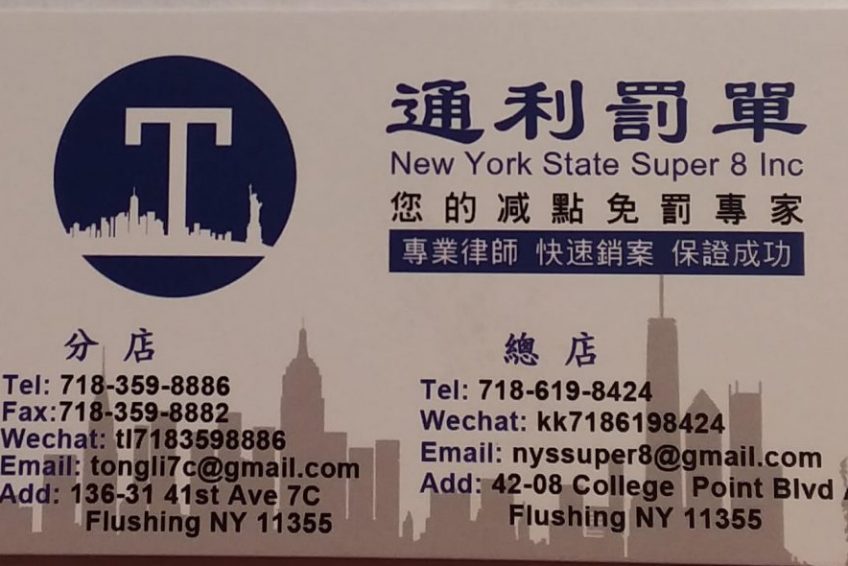 T
通利罰單
New York State Super 8 Inc
您的減點免罰專家
專業律師 快速銷案 保證成功
分店
Tel: 718-359-8886
Fax:718-359-8882
Wechat: tl7183598886
Email: tongli7c@gmail.com
Add: 136-31 41st Ave 7C
Flushing NY 11355
總店
Tel: 718-619-8424
Wechat: kk7186198424
Email: nyssuper8@gmail.com
Add: 42-08 College Point Blvd
Flushing NY 11355